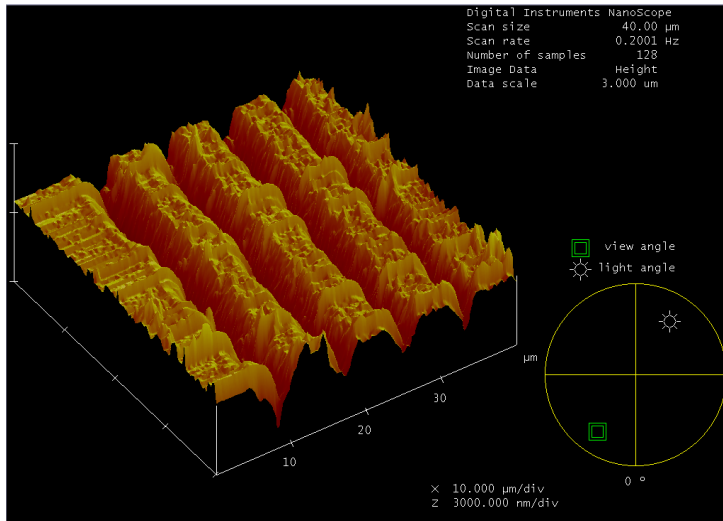 Digital Instruments NanoScope
Scan size 40.00 µm
Scan rate 0.2001 Hz
Number of samples 128
Image Data Height
Data scale 3.000 um
view angle
light angle
µm
30
20
10
0 °
X 10.000 µm/div
Z 3000.000 nm/div